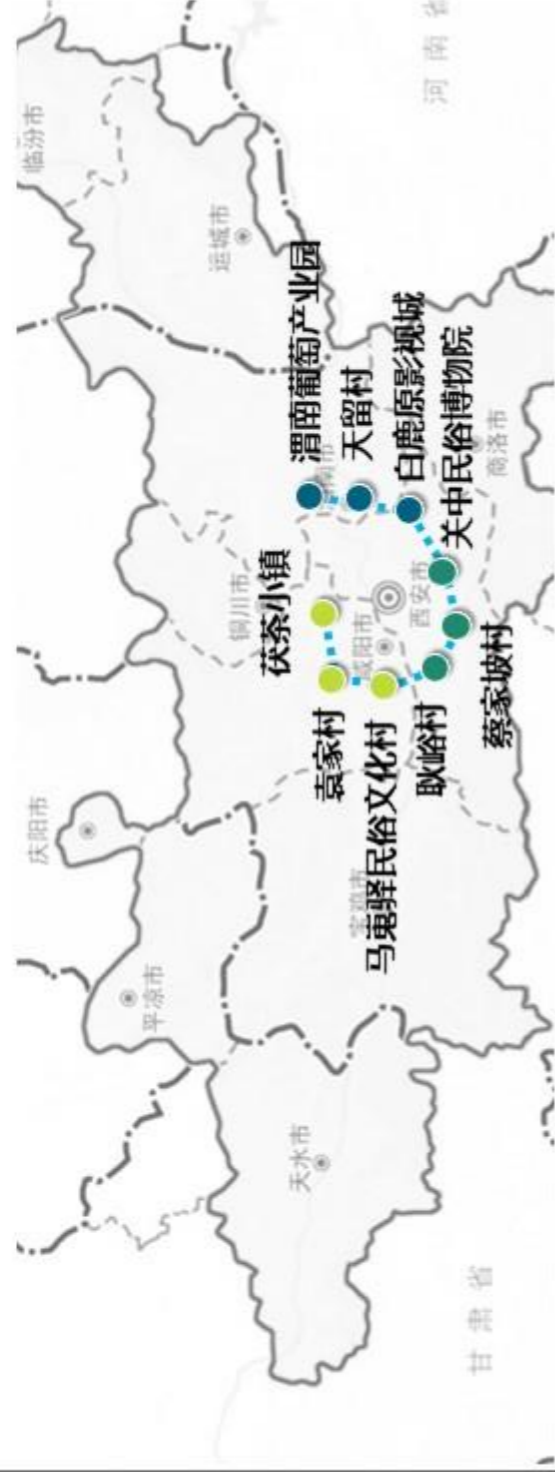 临汾市
运城市
河南省
渭南葡萄产业园
天留村
白鹿原影视城
关中民俗博物院
商洛市
渭南市
铜川市
茯茶小镇
咸阳市
西安市
袁家村
马嵬驿民俗文化村
耿峪村
蔡家坡村
宝鸡市
庆阳市
平凉市
天水市
甘肃省